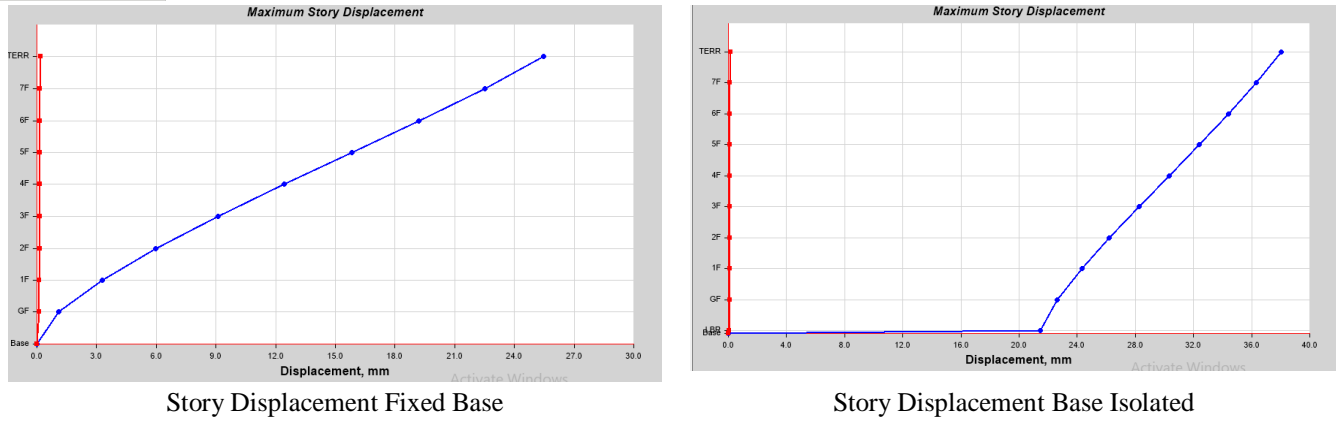 Maximum Story Displacement
TERR
7F
6F
5F
4F
3F
2F
1F
GF
Base
0.0 3.0 6.0 9.0 12.0 15.0 18.0 21.0 24.0 27.0 30.0
Displacement, mm
Activate Windows
Story Displacement Fixed Base
Maximum Story Displacement
TERR
7F
6F
5F
4F
3F
2F
1F
GF
LBR
Base
0.0 4.0 8.0 12.0 16.0 20.0 24.0 28.0 32.0 36.0 40.0
Displacement, mm
Activate Windows
Story Displacement Base Isolated